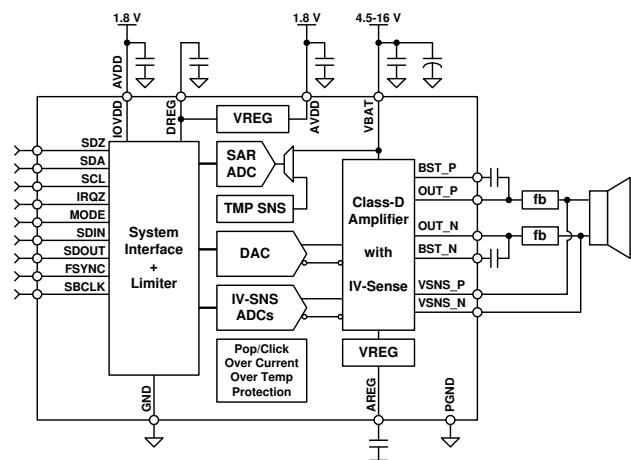 1.8 V
1.8 V
4.5-16 V
AVDD
IOVDD
DREG
VREG
AVDD
VBAT
SDZ
SDA
SCL
IRQZ
MODE
SDIN
SDOUT
FSYNC
SBCLK
System
Interface
+
Limiter
SAR
ADC
TMP SNS
DAC
IV-SNS
ADCs
Pop/Click
Over Current
Over Temp
Protection
Class-D
Amplifier
with
IV-Sense
VREG
BST_P
OUT_P
OUT_N
BST_N
VSNS_P
VSNS_N
fb
fb
GND
AREG
PGND